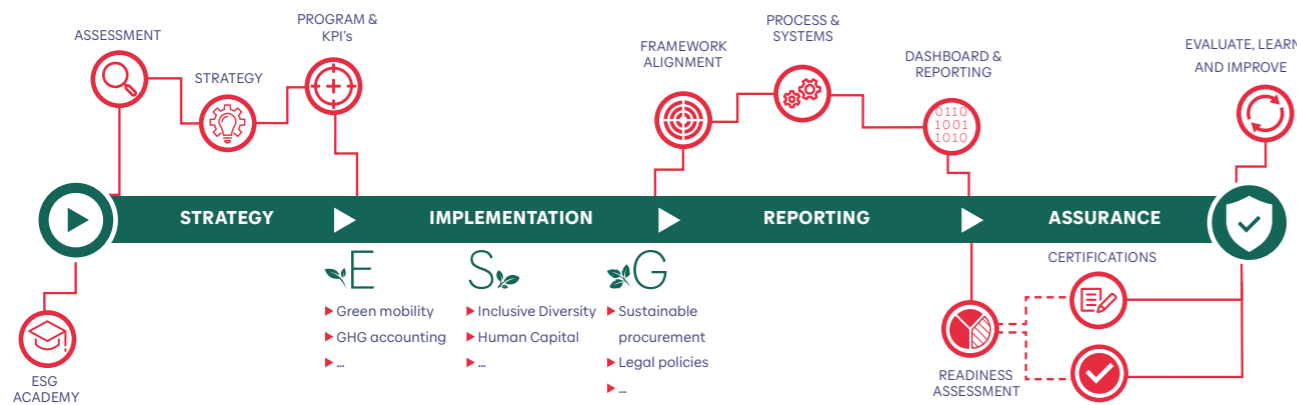 ASSESSMENT
STRATEGY
PROGRAM &
KPI's
FRAMEWORK
ALIGNMENT
PROCESS &
SYSTEMS
DASHBOARD &
REPORTING
0110
1001
1010
EVALUATE, LEARN
AND IMPROVE
STRATEGY
IMPLEMENTATION
REPORTING
ASSURANCE
E
Green mobility
GHG accounting
...
S
Inclusive Diversity
Human Capital
...
G
Sustainable
procurement
Legal policies
...
CERTIFICATIONS
READINESS
ASSESSMENT
ESG
ACADEMY